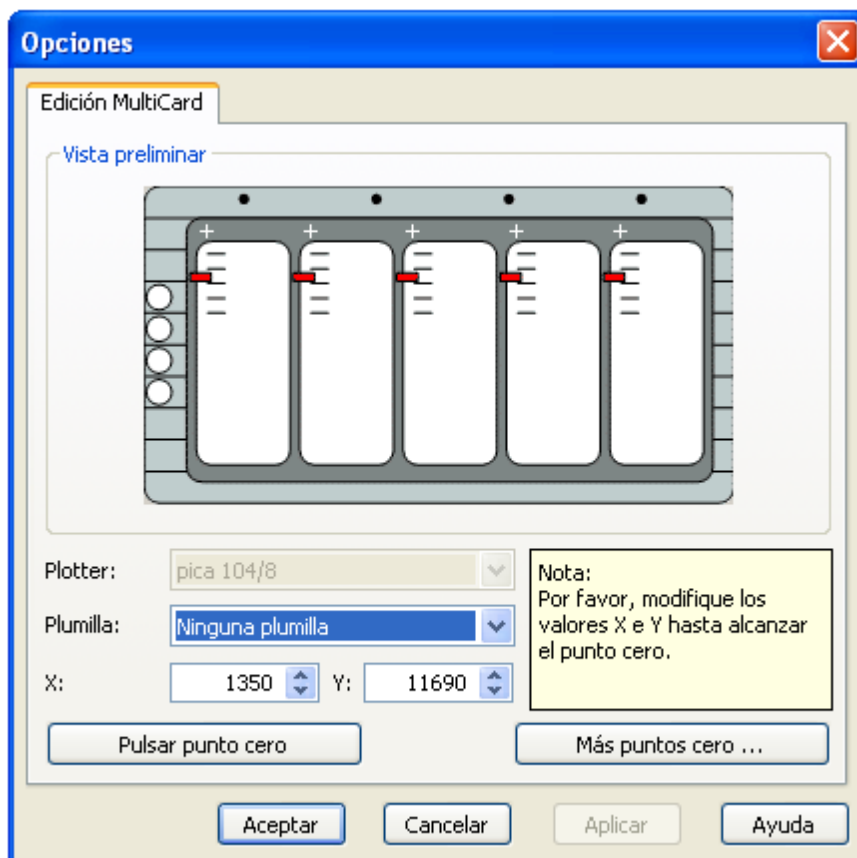 Opciones
Edición MultiCard
Vista preliminar
Plotter: pica 104/8
Plumilla: Ninguna plumilla
X: 1350 Y: 11690
Nota:
Por favor, modifique los
valores X e Y hasta alcanzar
el punto cero.
Pulsar punto cero Más puntos cero ...
Aceptar Cancelar Aplicar Ayuda